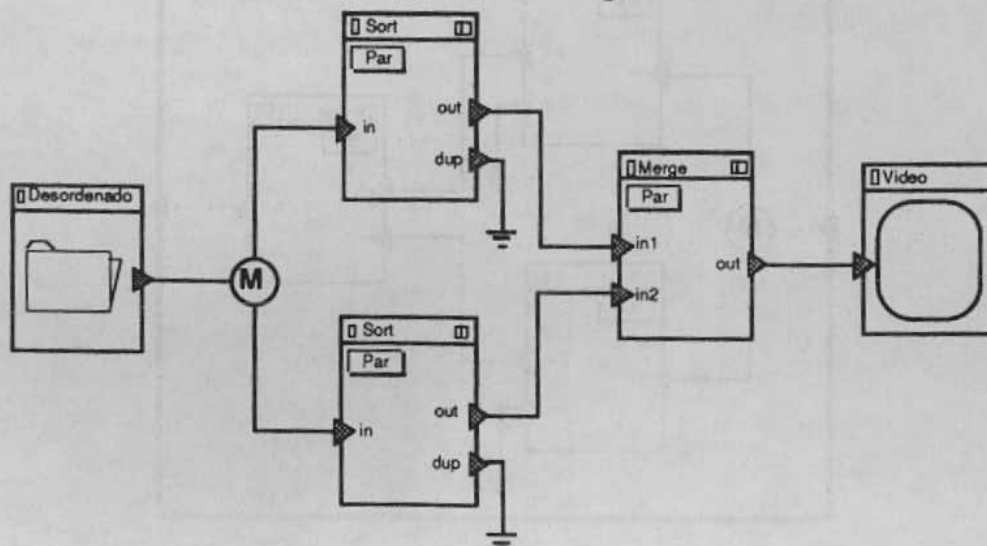 Sort
Par
in
out
dup
Desordenado
M
Merge
Par
in1
in2
out
Video
Sort
Par
in
out
dup